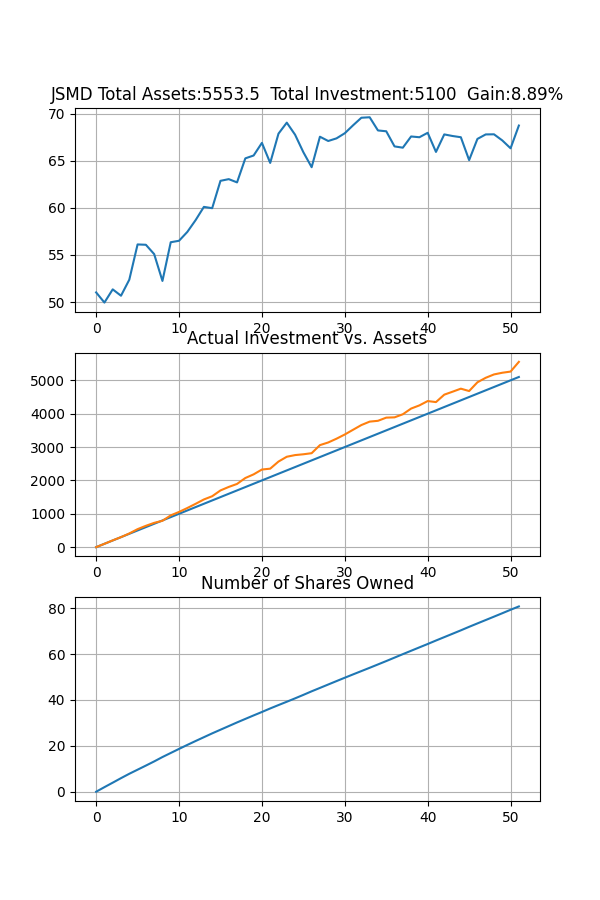 JSMD Total Assets:5553.5  Total Investment:5100  Gain:8.89%
70
65
60
55
50
0 10 20 30 40 50
Actual Investment vs. Assets
5000
4000
3000
2000
1000
0
0 10 20 30 40 50
Number of Shares Owned
80
60
40
20
0
0 10 20 30 40 50